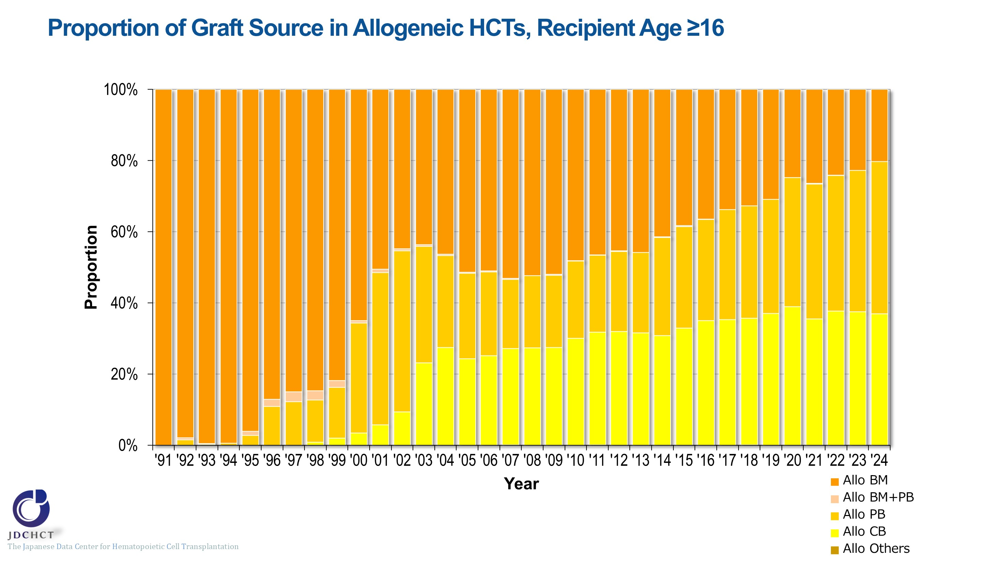 Proportion of Graft Source in Allogeneic HCTs, Recipient Age ≥16
100%
80%
60%
40%
20%
0%
Proportion
'91 '92 '93 '94 '95 '96 '97 '98 '99 '00 '01 '02 '03 '04 '05 '06 '07 '08 '09 '10 '11 '12 '13 '14 '15 '16 '17 '18 '19 '20 '21 '22 '23 '24
Year
Allo BM
Allo BM+PB
Allo PB
Allo CB
Allo Others
JDCHCT
The Japanese Data Center for Hematopoietic Cell Transplantation